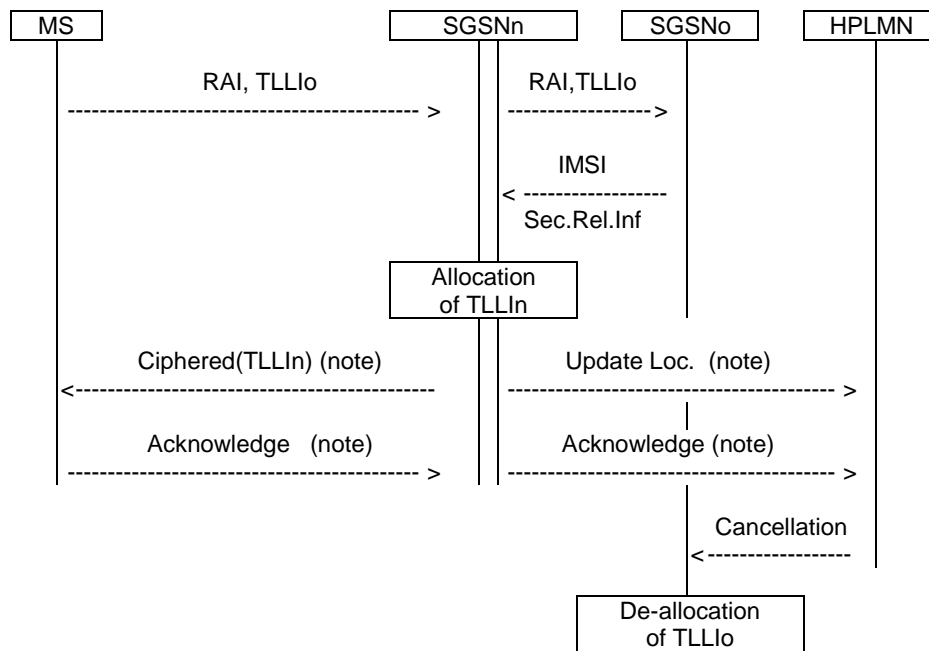 MS
SGSNn
SGSNo
HPLMN
RAI, TLLIo
RAI,TLLIo
IMSI
Sec.Rel.Inf
Allocation
of TLLIn
Ciphered(TLLIn) (note)
Update Loc. (note)
Acknowledge (note)
Acknowledge (note)
Cancellation
De-allocation
of TLLIo